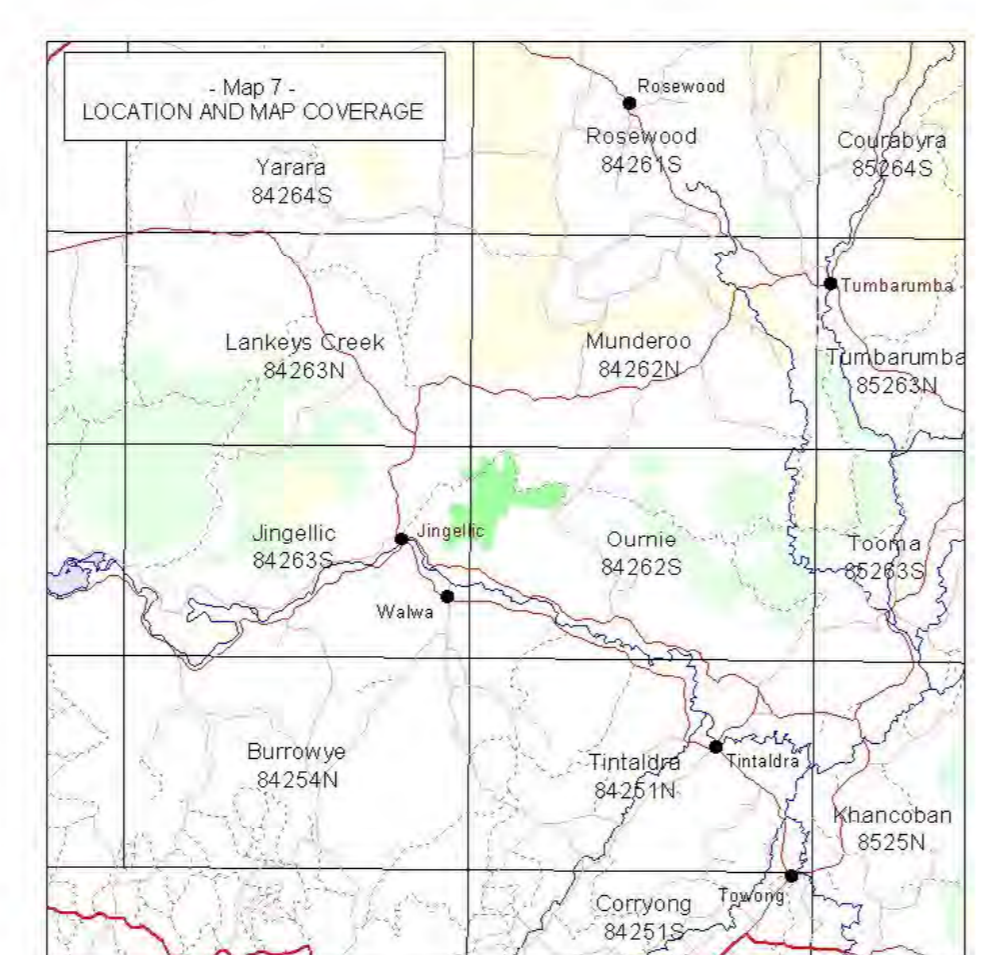 - Map 7 -
LOCATION AND MAP COVERAGE
Rosewood
Rosewood
84261S
Courabyra
85264S
Yarara
84264S
Tumbarumba
Lankeys Creek
84263N
Munderoo
84262N
Tumbarumba
85263N
Jingellic
Jingellic
84263S
Ournie
84262S
Tooma
85263S
Walwa
Burrowye
84254N
Tintaldra
84251N
Tintaldra
Khancoban
8525N
Towong
Corryong
84251S